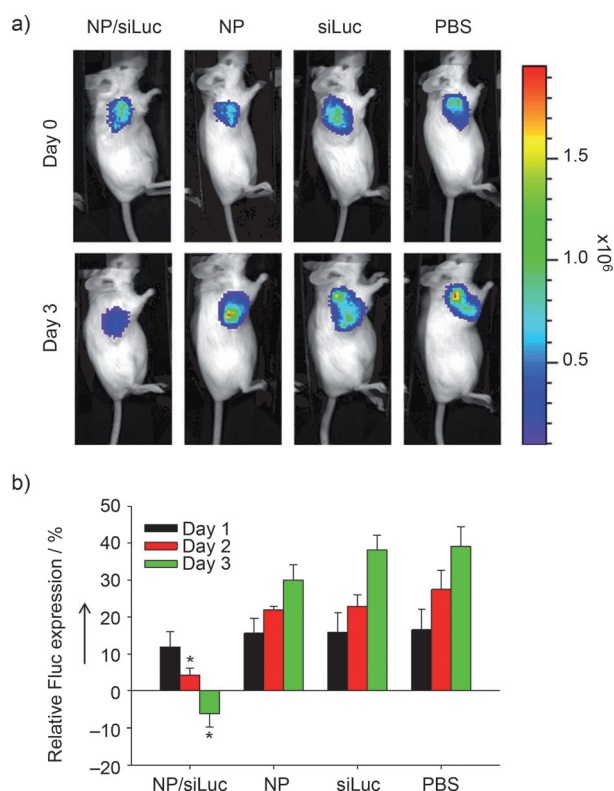 a)
NP/siLuc NP siLuc PBS
Day 0
Day 3
1.5
1.0
0.5
x10⁶
b)
Relative Fluc expression / %
50
40
30
20
10
0
−10
−20
Day 1
Day 2
Day 3
*
*
NP/siLuc NP siLuc PBS